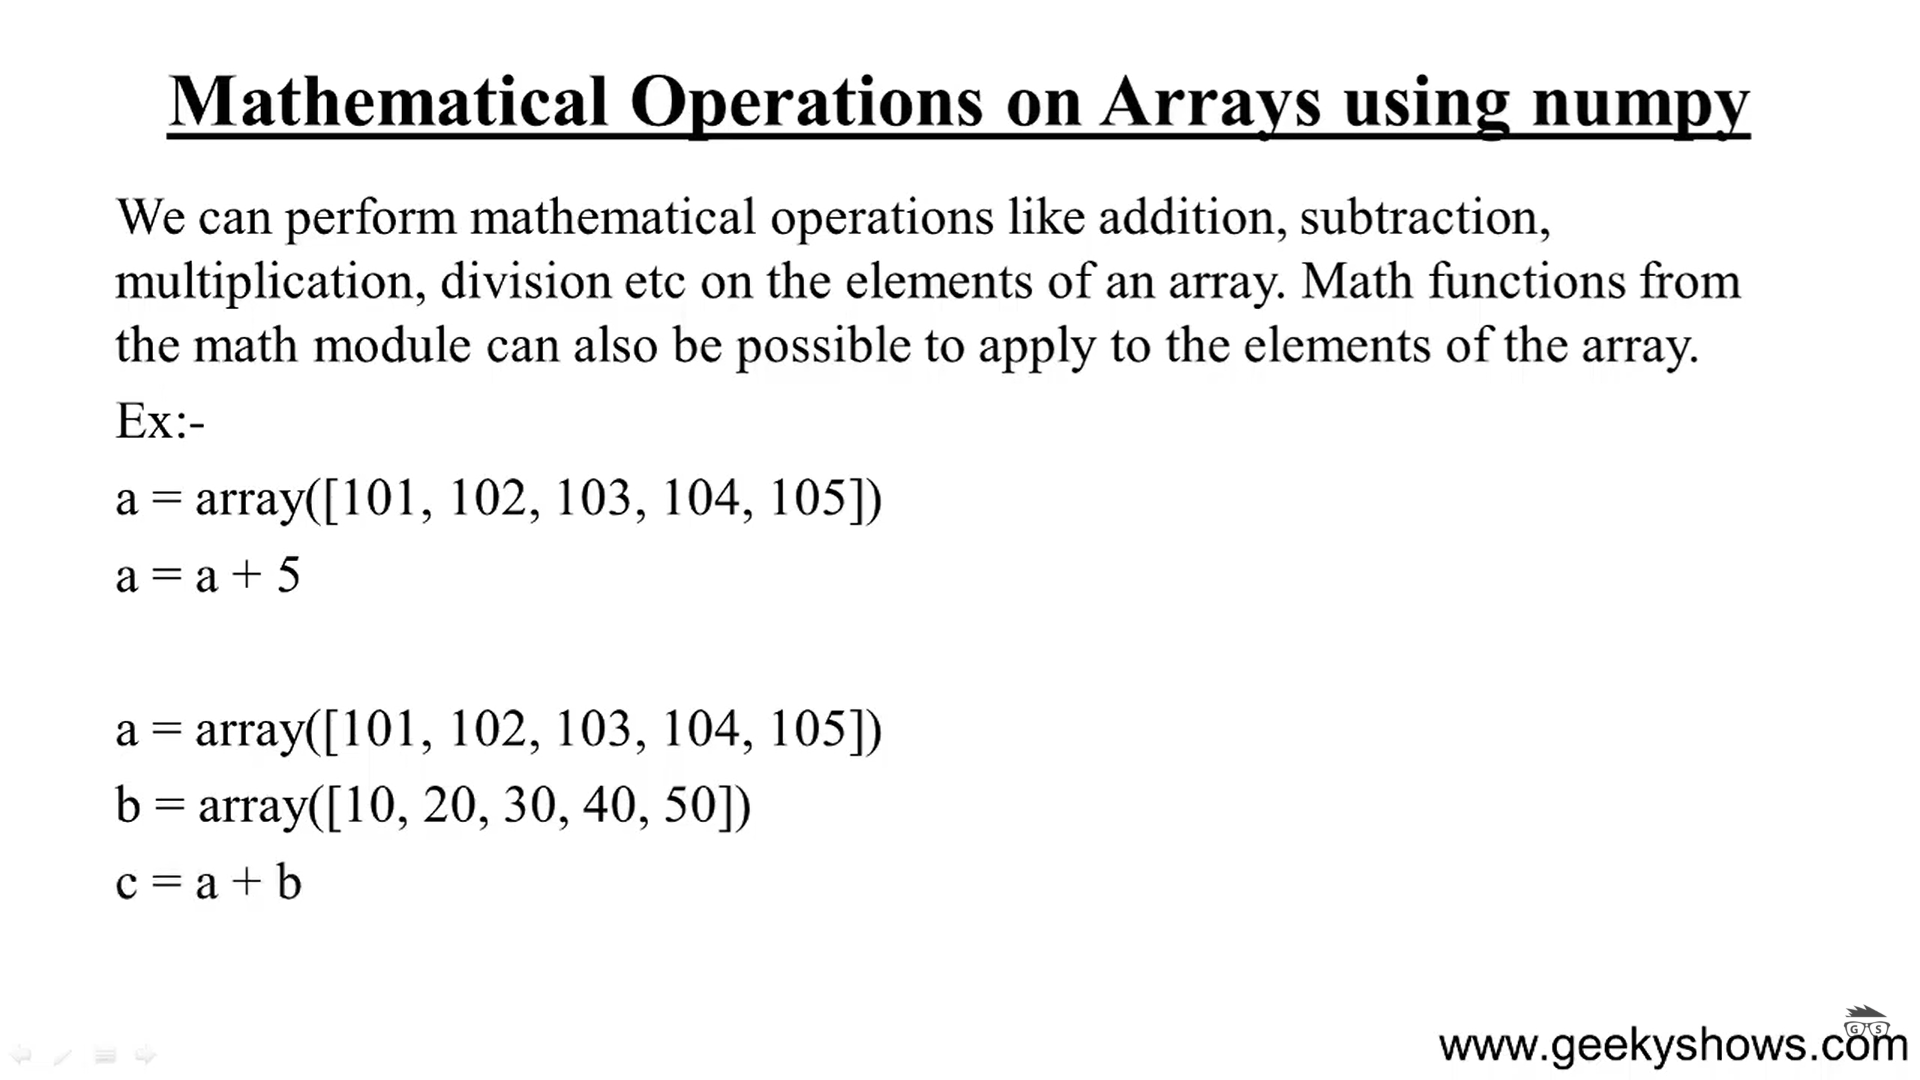 Mathematical Operations on Arrays using numpy
We can perform mathematical operations like addition, subtraction,
multiplication, division etc on the elements of an array. Math functions from
the math module can also be possible to apply to the elements of the array.
Ex:-
a = array([101, 102, 103, 104, 105])
a = a + 5
a = array([101, 102, 103, 104, 105])
b = array([10, 20, 30, 40, 50])
c = a + b
G S
www.geekyshows.com